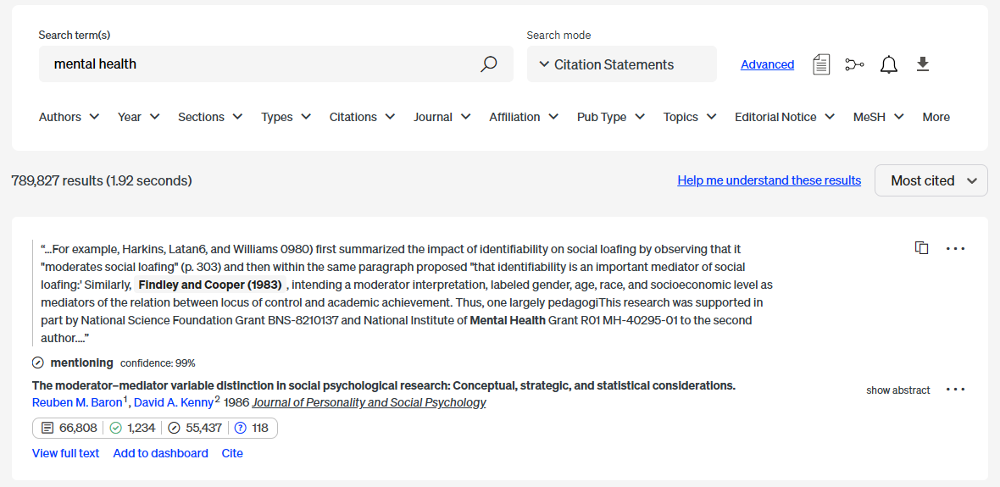 Search term(s)
Search mode
mental health
Citation Statements
Advanced
Authors Year Sections Types Citations Journal Affiliation Pub Type Topics Editorial Notice MeSH More
789,827 results (1.92 seconds)
Help me understand these results
Most cited
“...For example, Harkins, Latan6, and Williams 0980) first summarized the impact of identifiability on social loafing by observing that it
"moderates social loafing" (p. 303) and then within the same paragraph proposed "that identifiability is an important mediator of social
loafing:' Similarly, Findley and Cooper (1983) , intending a moderator interpretation, labeled gender, age, race, and socioeconomic level as
mediators of the relation between locus of control and academic achievement. Thus, one largely pedagogiThis research was supported in
part by National Science Foundation Grant BNS-8210137 and National Institute of Mental Health Grant R01 MH-40295-01 to the second
author....”
mentioning confidence: 99%
The moderator–mediator variable distinction in social psychological research: Conceptual, strategic, and statistical considerations.
show abstract
Reuben M. Baron1, David A. Kenny2 1986 Journal of Personality and Social Psychology
66,808 1,234 55,437 118
View full text Add to dashboard Cite